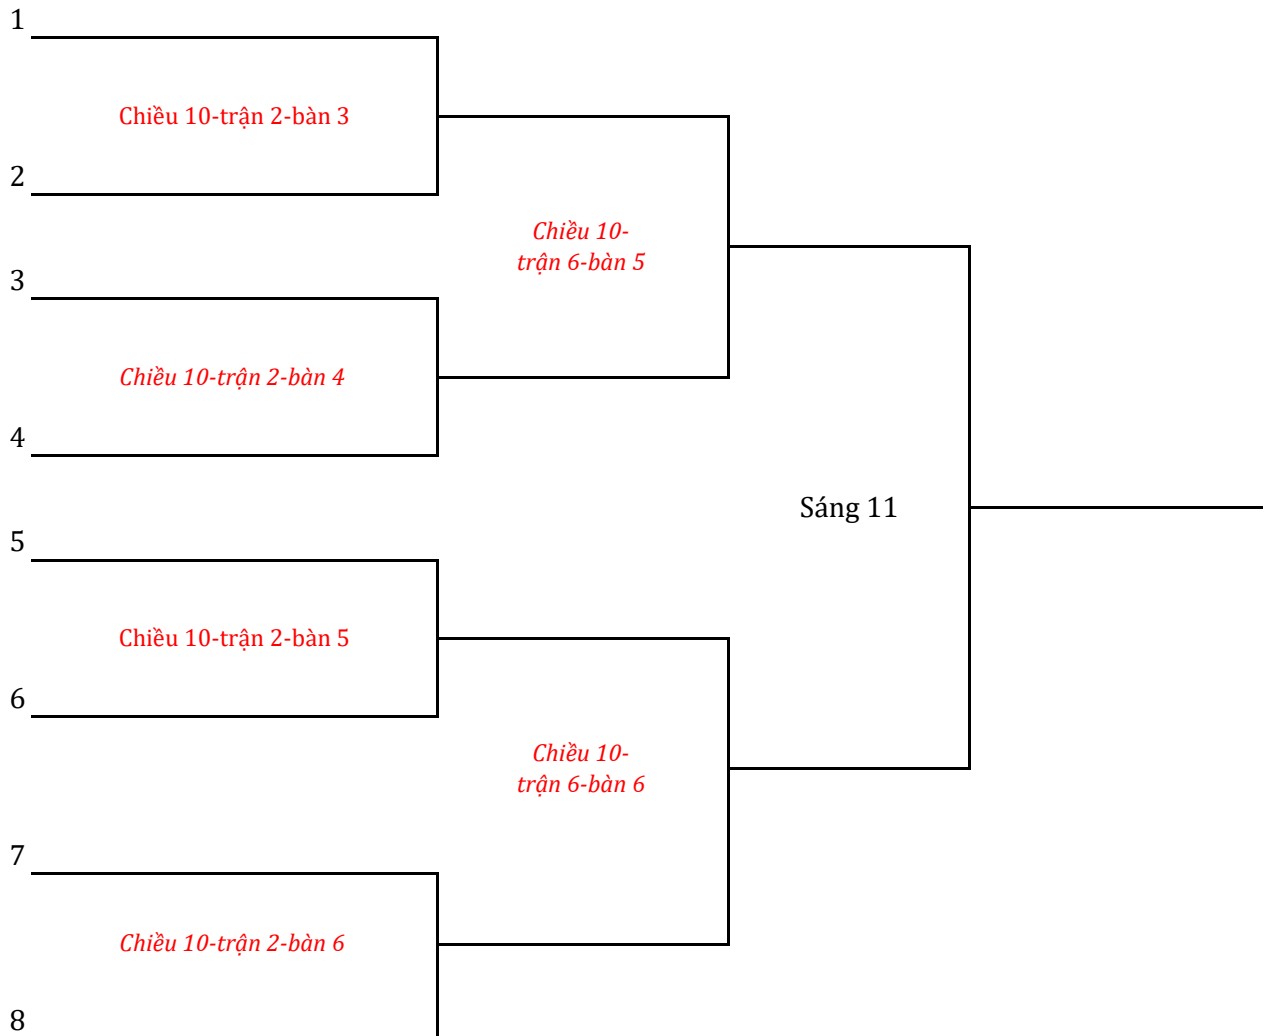 1
Chiều 10-trận 2-bàn 3
2
Chiều 10-
trận 6-bàn 5
3
Chiều 10-trận 2-bàn 4
4
Sáng 11
5
Chiều 10-trận 2-bàn 5
6
Chiều 10-
trận 6-bàn 6
7
Chiều 10-trận 2-bàn 6
8